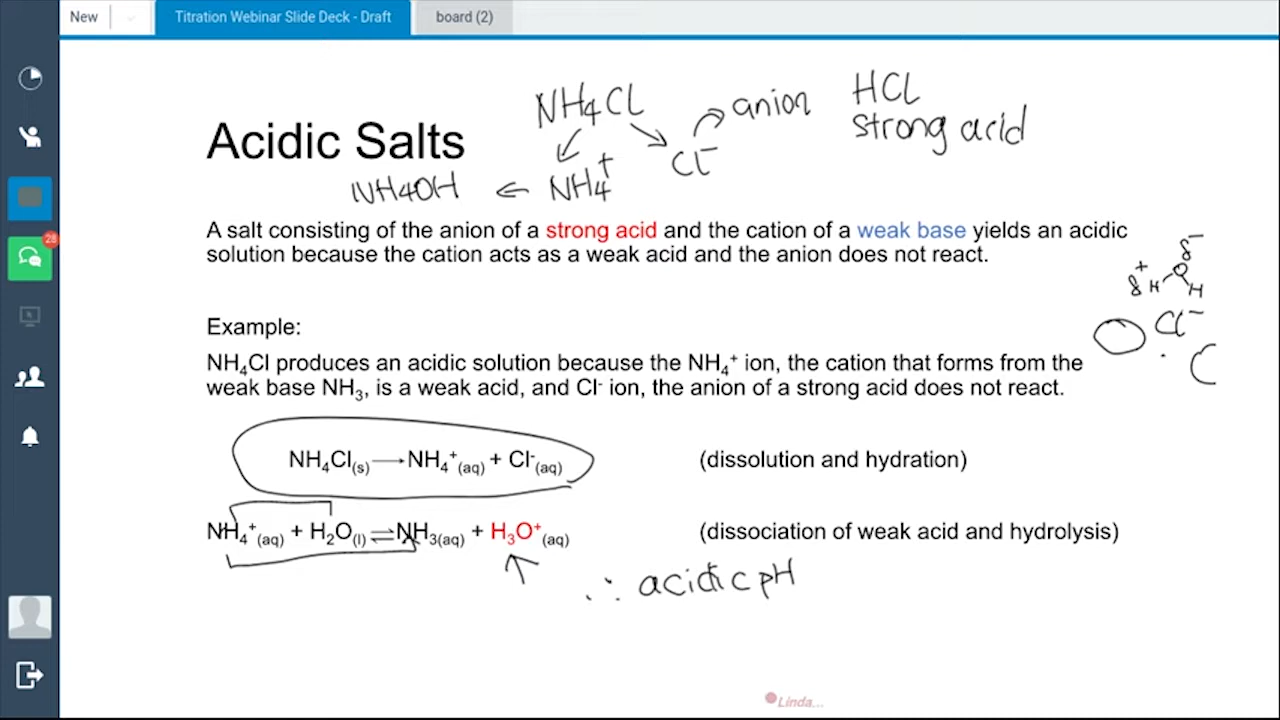 New
Titration Webinar Slide Deck - Draft
board (2)
28
NH4Cl
anion
HCl
strong acid
Acidic Salts
Cl⁻
NH4OH ← NH4⁺
A salt consisting of the anion of a strong acid and the cation of a weak base yields an acidic
solution because the cation acts as a weak acid and the anion does not react.
δ⁻
δ⁺ H O H
Cl⁻
Example:
NH₄Cl produces an acidic solution because the NH₄⁺ ion, the cation that forms from the
weak base NH₃, is a weak acid, and Cl⁻ ion, the anion of a strong acid does not react.
NH₄Cl(s) ⟶ NH₄⁺(aq) + Cl⁻(aq) (dissolution and hydration)
NH₄⁺(aq) + H₂O(l) ⇌ NH₃(aq) + H₃O⁺(aq) (dissociation of weak acid and hydrolysis)
∴ acidic pH
Linda...